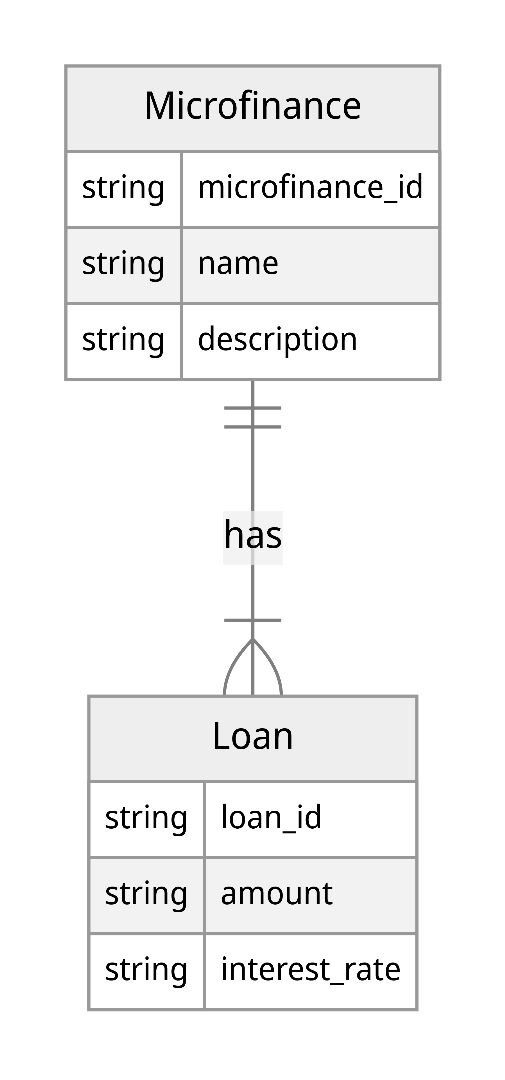 Microfinance
string microfinance_id
string name
string description
has
Loan
string loan_id
string amount
string interest_rate